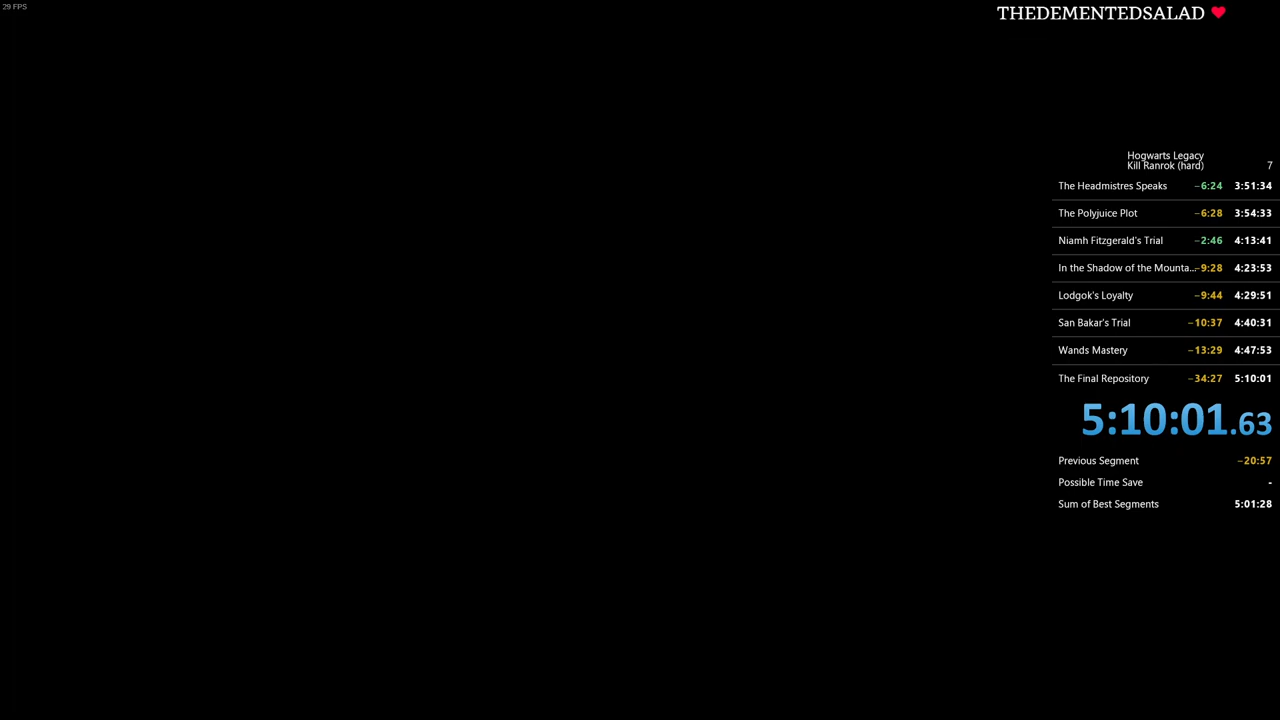 29 FPS
THEDEMENTEDSALAD
Hogwarts Legacy
Kill Ranrok (hard) 7
The Headmistres Speaks -6:24 3:51:34
The Polyjuice Plot -6:28 3:54:33
Niamh Fitzgerald's Trial -2:46 4:13:41
In the Shadow of the Mounta... -9:28 4:23:53
Lodgok's Loyalty -9:44 4:29:51
San Bakar's Trial -10:37 4:40:31
Wands Mastery -13:29 4:47:53
The Final Repository -34:27 5:10:01
5:10:01.63
Previous Segment -20:57
Possible Time Save -
Sum of Best Segments 5:01:28